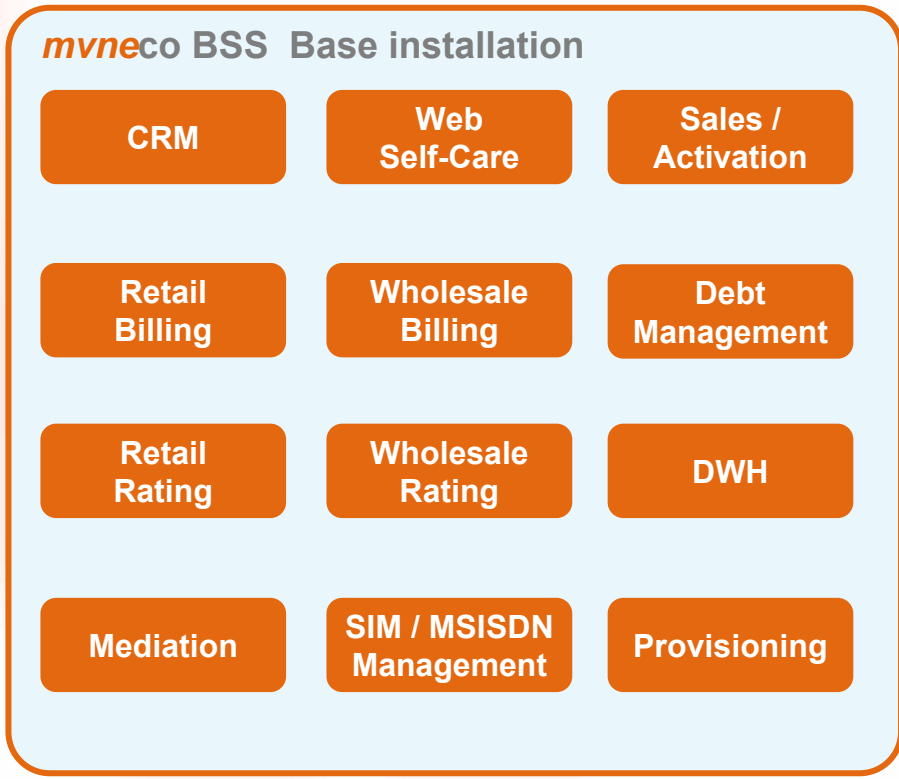 mvneco BSS Base installation
CRM
Web
Self-Care
Sales /
Activation
Retail
Billing
Wholesale
Billing
Debt
Management
Retail
Rating
Wholesale
Rating
DWH
Mediation
SIM / MSISDN
Management
Provisioning